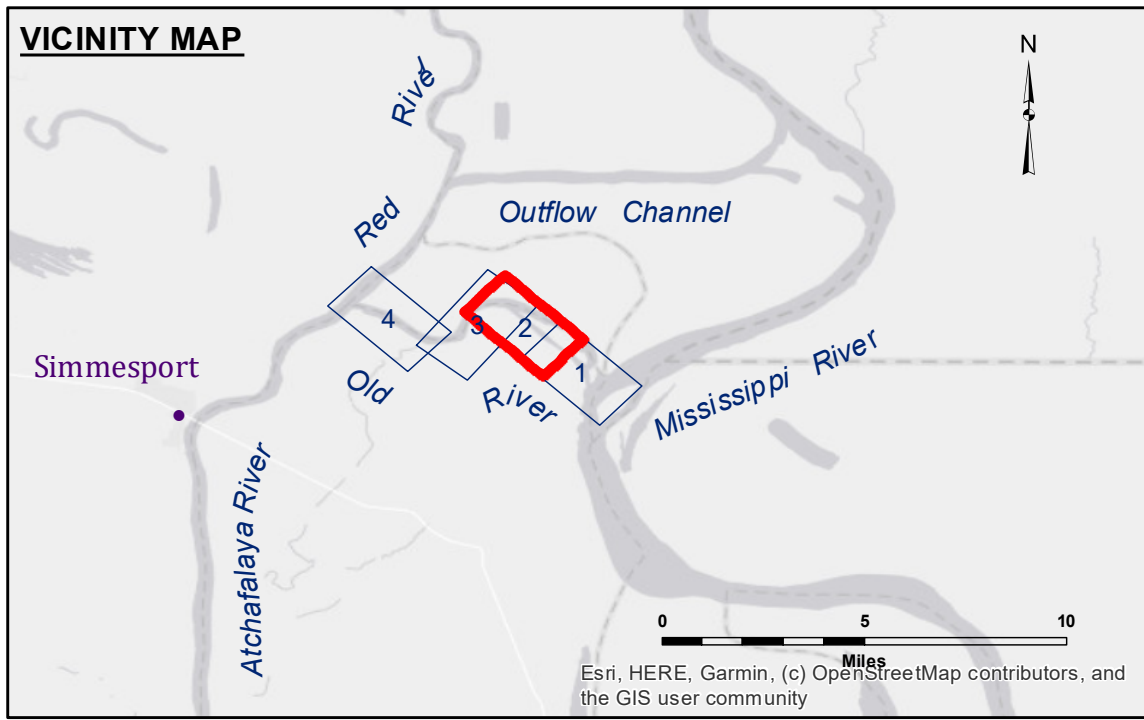 VICINITY MAP
N
River
Red
Outflow Channel
4
3
2
1
Simmesport
Old
River
Mississippi River
Atchafalaya River
0 5 10
Miles
Esri, HERE, Garmin, (c) OpenStreetMap contributors, and
the GIS user community